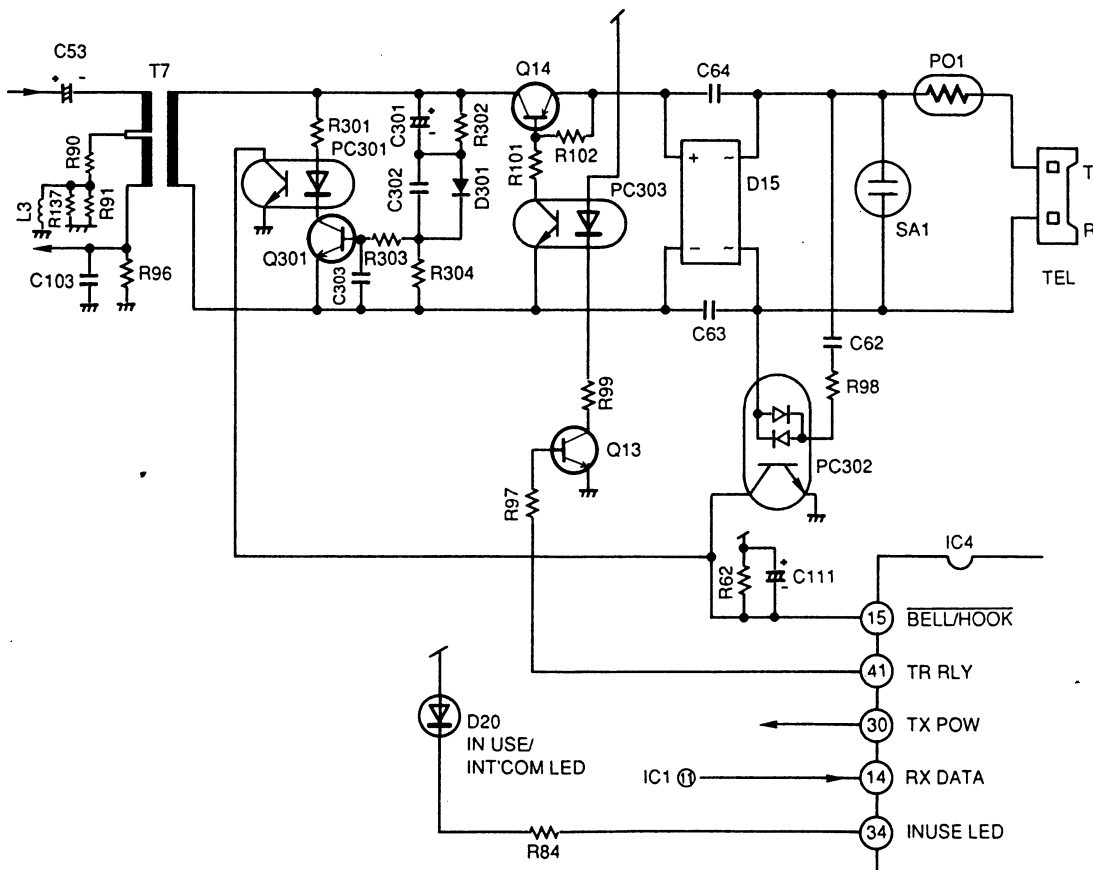 C53
T7
Q14
C64
PO1
R90
L3
R137
R91
C103
R96
R301
PC301
C301
R302
C302
D301
Q301
R303
C303
R304
R101
R102
PC303
D15
+
~
-
~
C63
SA1
T
R
TEL
C62
R98
R99
Q13
R97
PC302
R62
C111
IC4
15 BELL/HOOK
41 TR RLY
30 TX POW
IC1 ⑪
14 RX DATA
34 INUSE LED
D20
IN USE/
INT'COM LED
R84